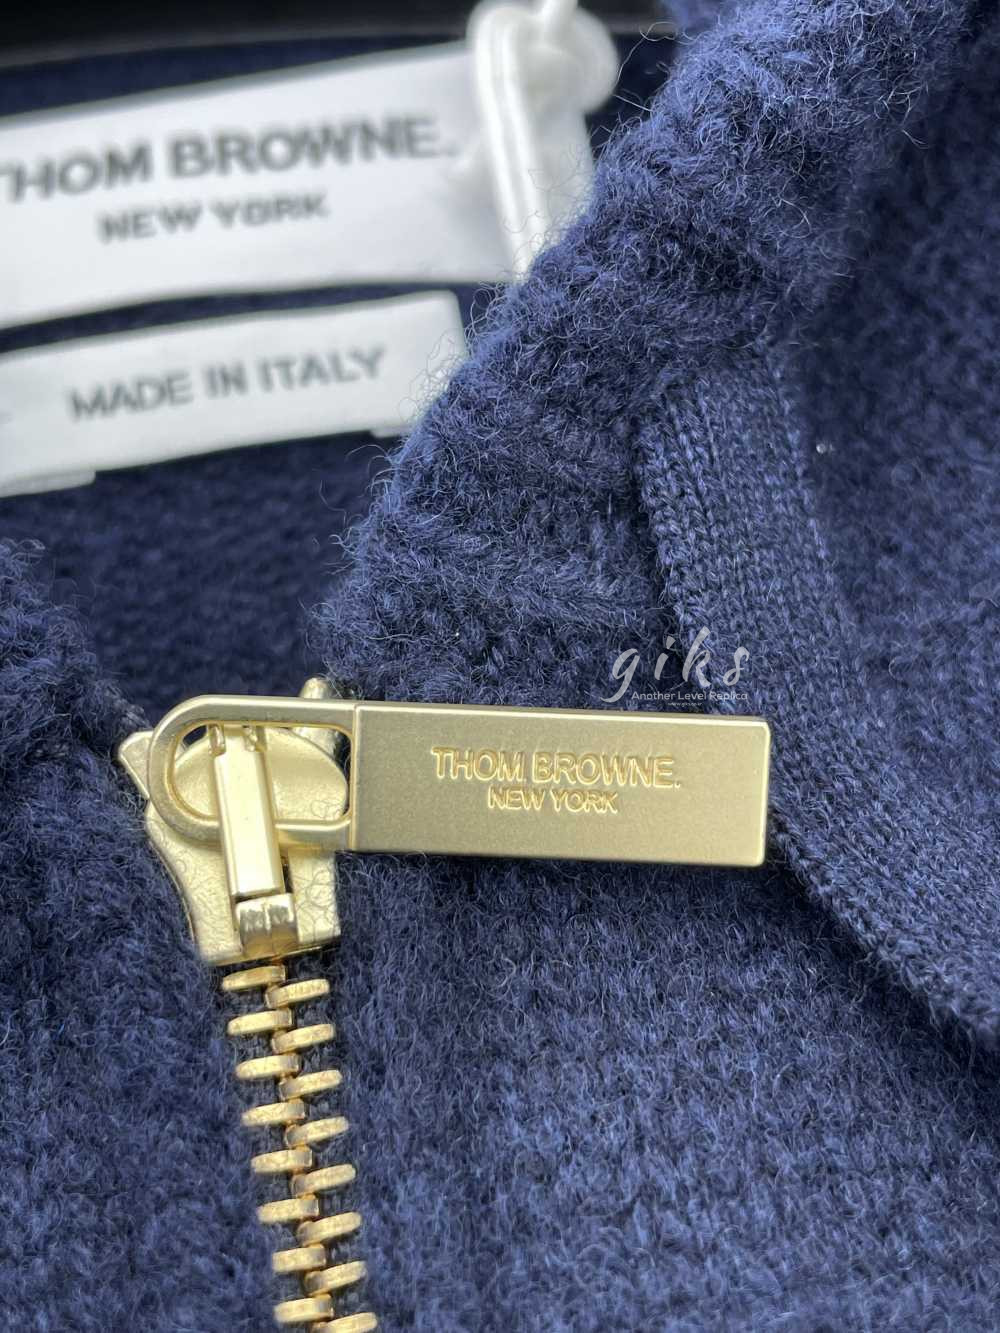 THOM BROWNE.
NEW YORK
MADE IN ITALY
giks
Another Level Replica
THOM BROWNE.
NEW YORK